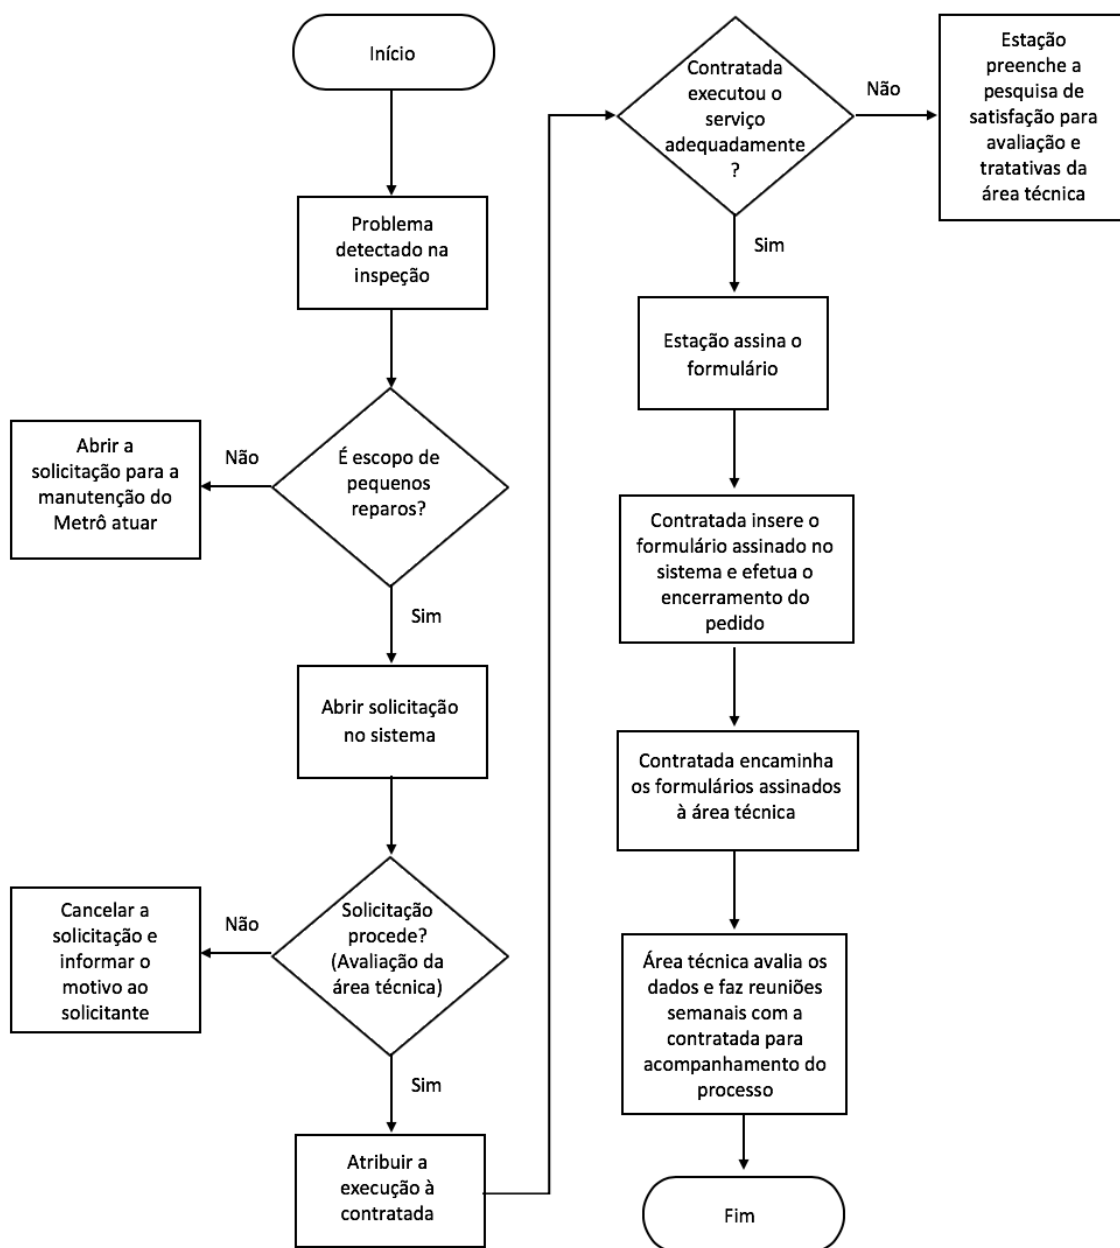 Início
Problema
detectado na
inspeção
É escopo de
pequenos
reparos?
Não
Abrir a
solicitação para a
manutenção do
Metrô atuar
Sim
Abrir solicitação
no sistema
Solicitação
procede?
(Avaliação da
área técnica)
Não
Cancelar a
solicitação e
informar o
motivo ao
solicitante
Sim
Atribuir a
execução à
contratada
Contratada
executou o
serviço
adequadamente
?
Não
Estação
preenche a
pesquisa de
satisfação para
avaliação e
tratativas da
área técnica
Sim
Estação assina o
formulário
Contratada insere o
formulário assinado no
sistema e efetua o
encerramento do
pedido
Contratada encaminha
os formulários assinados
à área técnica
Área técnica avalia os
dados e faz reuniões
semanais com a
contratada para
acompanhamento do
processo
Fim